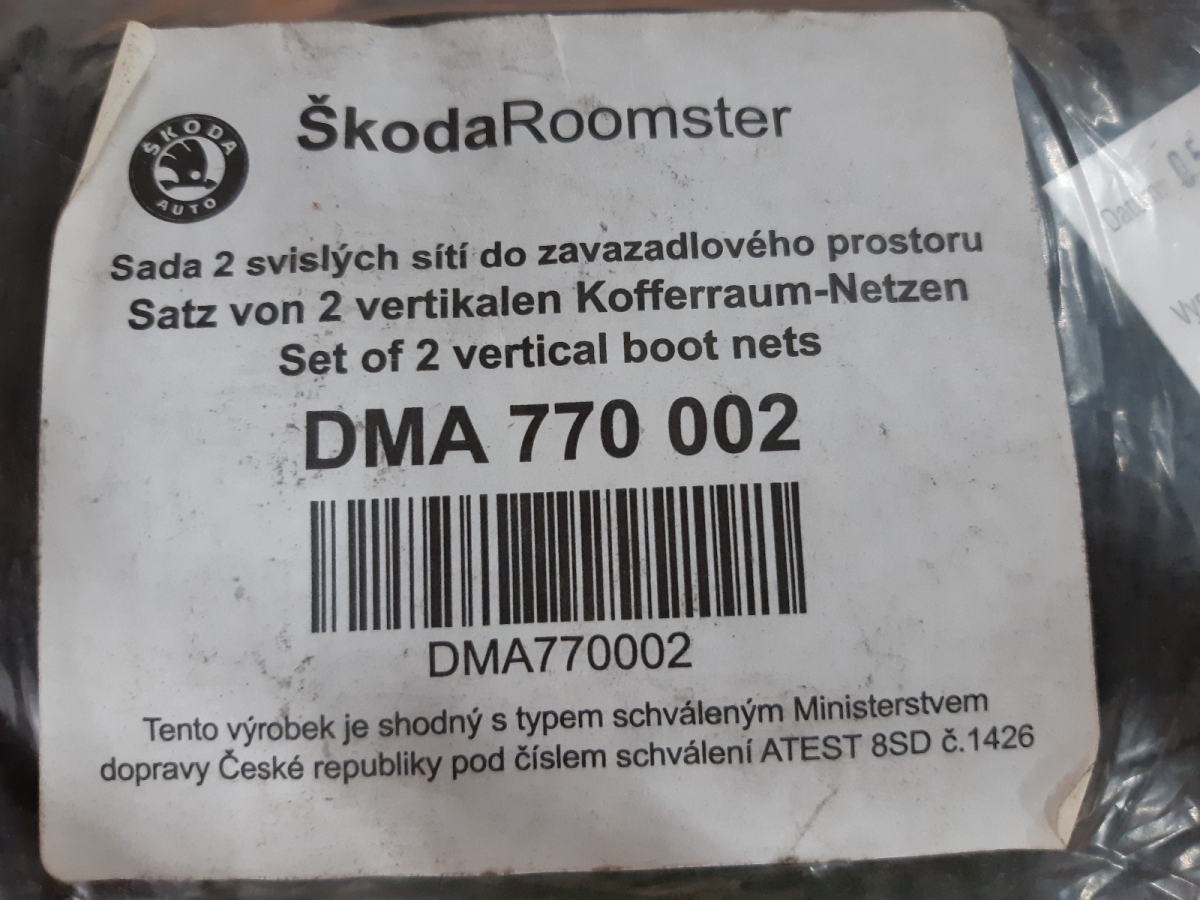 ŠKODA
AUTO
ŠkodaRoomster
Sada 2 svislých sítí do zavazadlového prostoru
Satz von 2 vertikalen Kofferraum-Netzen
Set of 2 vertical boot nets
DMA 770 002
DMA770002
Tento výrobek je shodný s typem schváleným Ministerstvem
dopravy České republiky pod číslem schválení ATEST 8SD č.1426